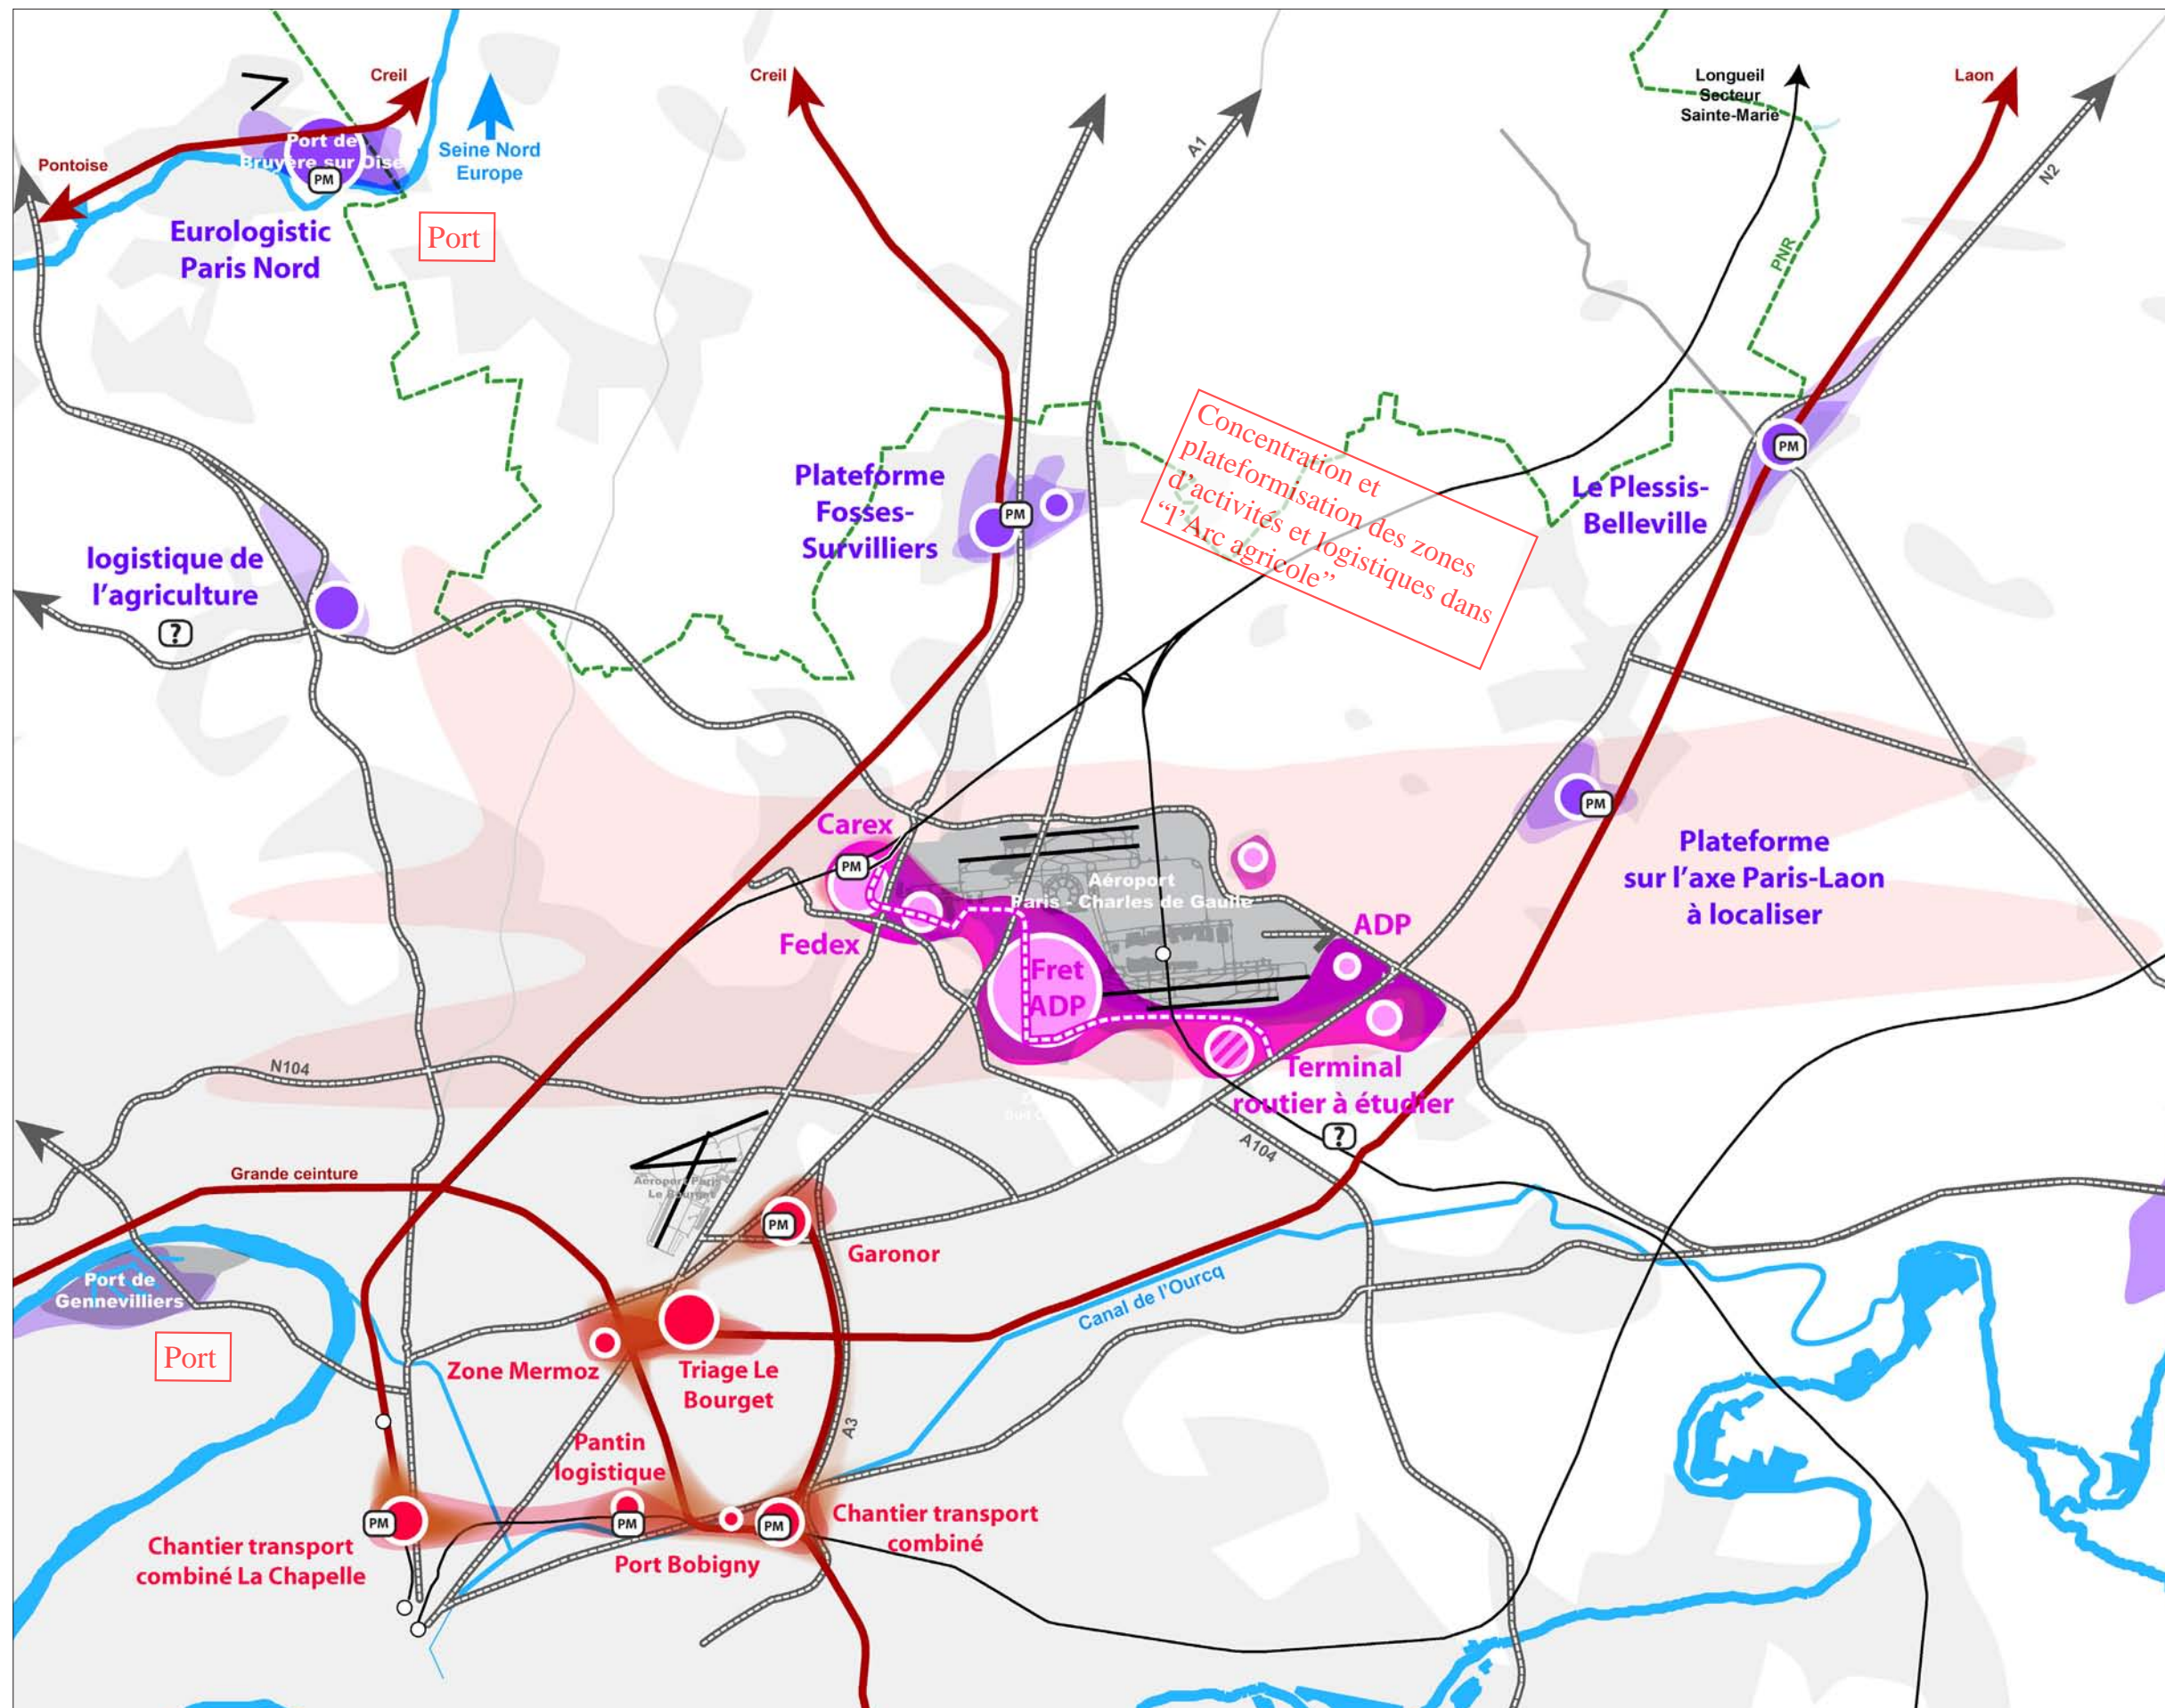 Creil
Creil
Longueil
Secteur
Sainte-Marie
Laon
A1
Port de
Bruyère sur Oise
PM
Seine Nord
Europe
Pontoise
N2
Eurologistic
Paris Nord
Port
PNR
Concentration et
plateformisation des zones
d'activités et logistiques dans
“l'Arc agricole”
PM
Plateforme
Fosses-
Survilliers
PM
Le Plessis-
Belleville
logistique de
l'agriculture
?
Carex
PM
PM
Plateforme
sur l'axe Paris-Laon
à localiser
Aéroport
Paris - Charles de Gaulle
Fedex
ADP
Fret
ADP
N104
Terminal
routier à étudier
?
A104
Grande ceinture
Aéroport Paris
Le Bourget
PM
Garonor
Port de
Gennevilliers
Canal de l'Ourcq
Port
Zone Mermoz
Triage Le
Bourget
A3
Pantin
logistique
PM
PM
PM
Chantier transport
combiné
Chantier transport
combiné La Chapelle
Port Bobigny